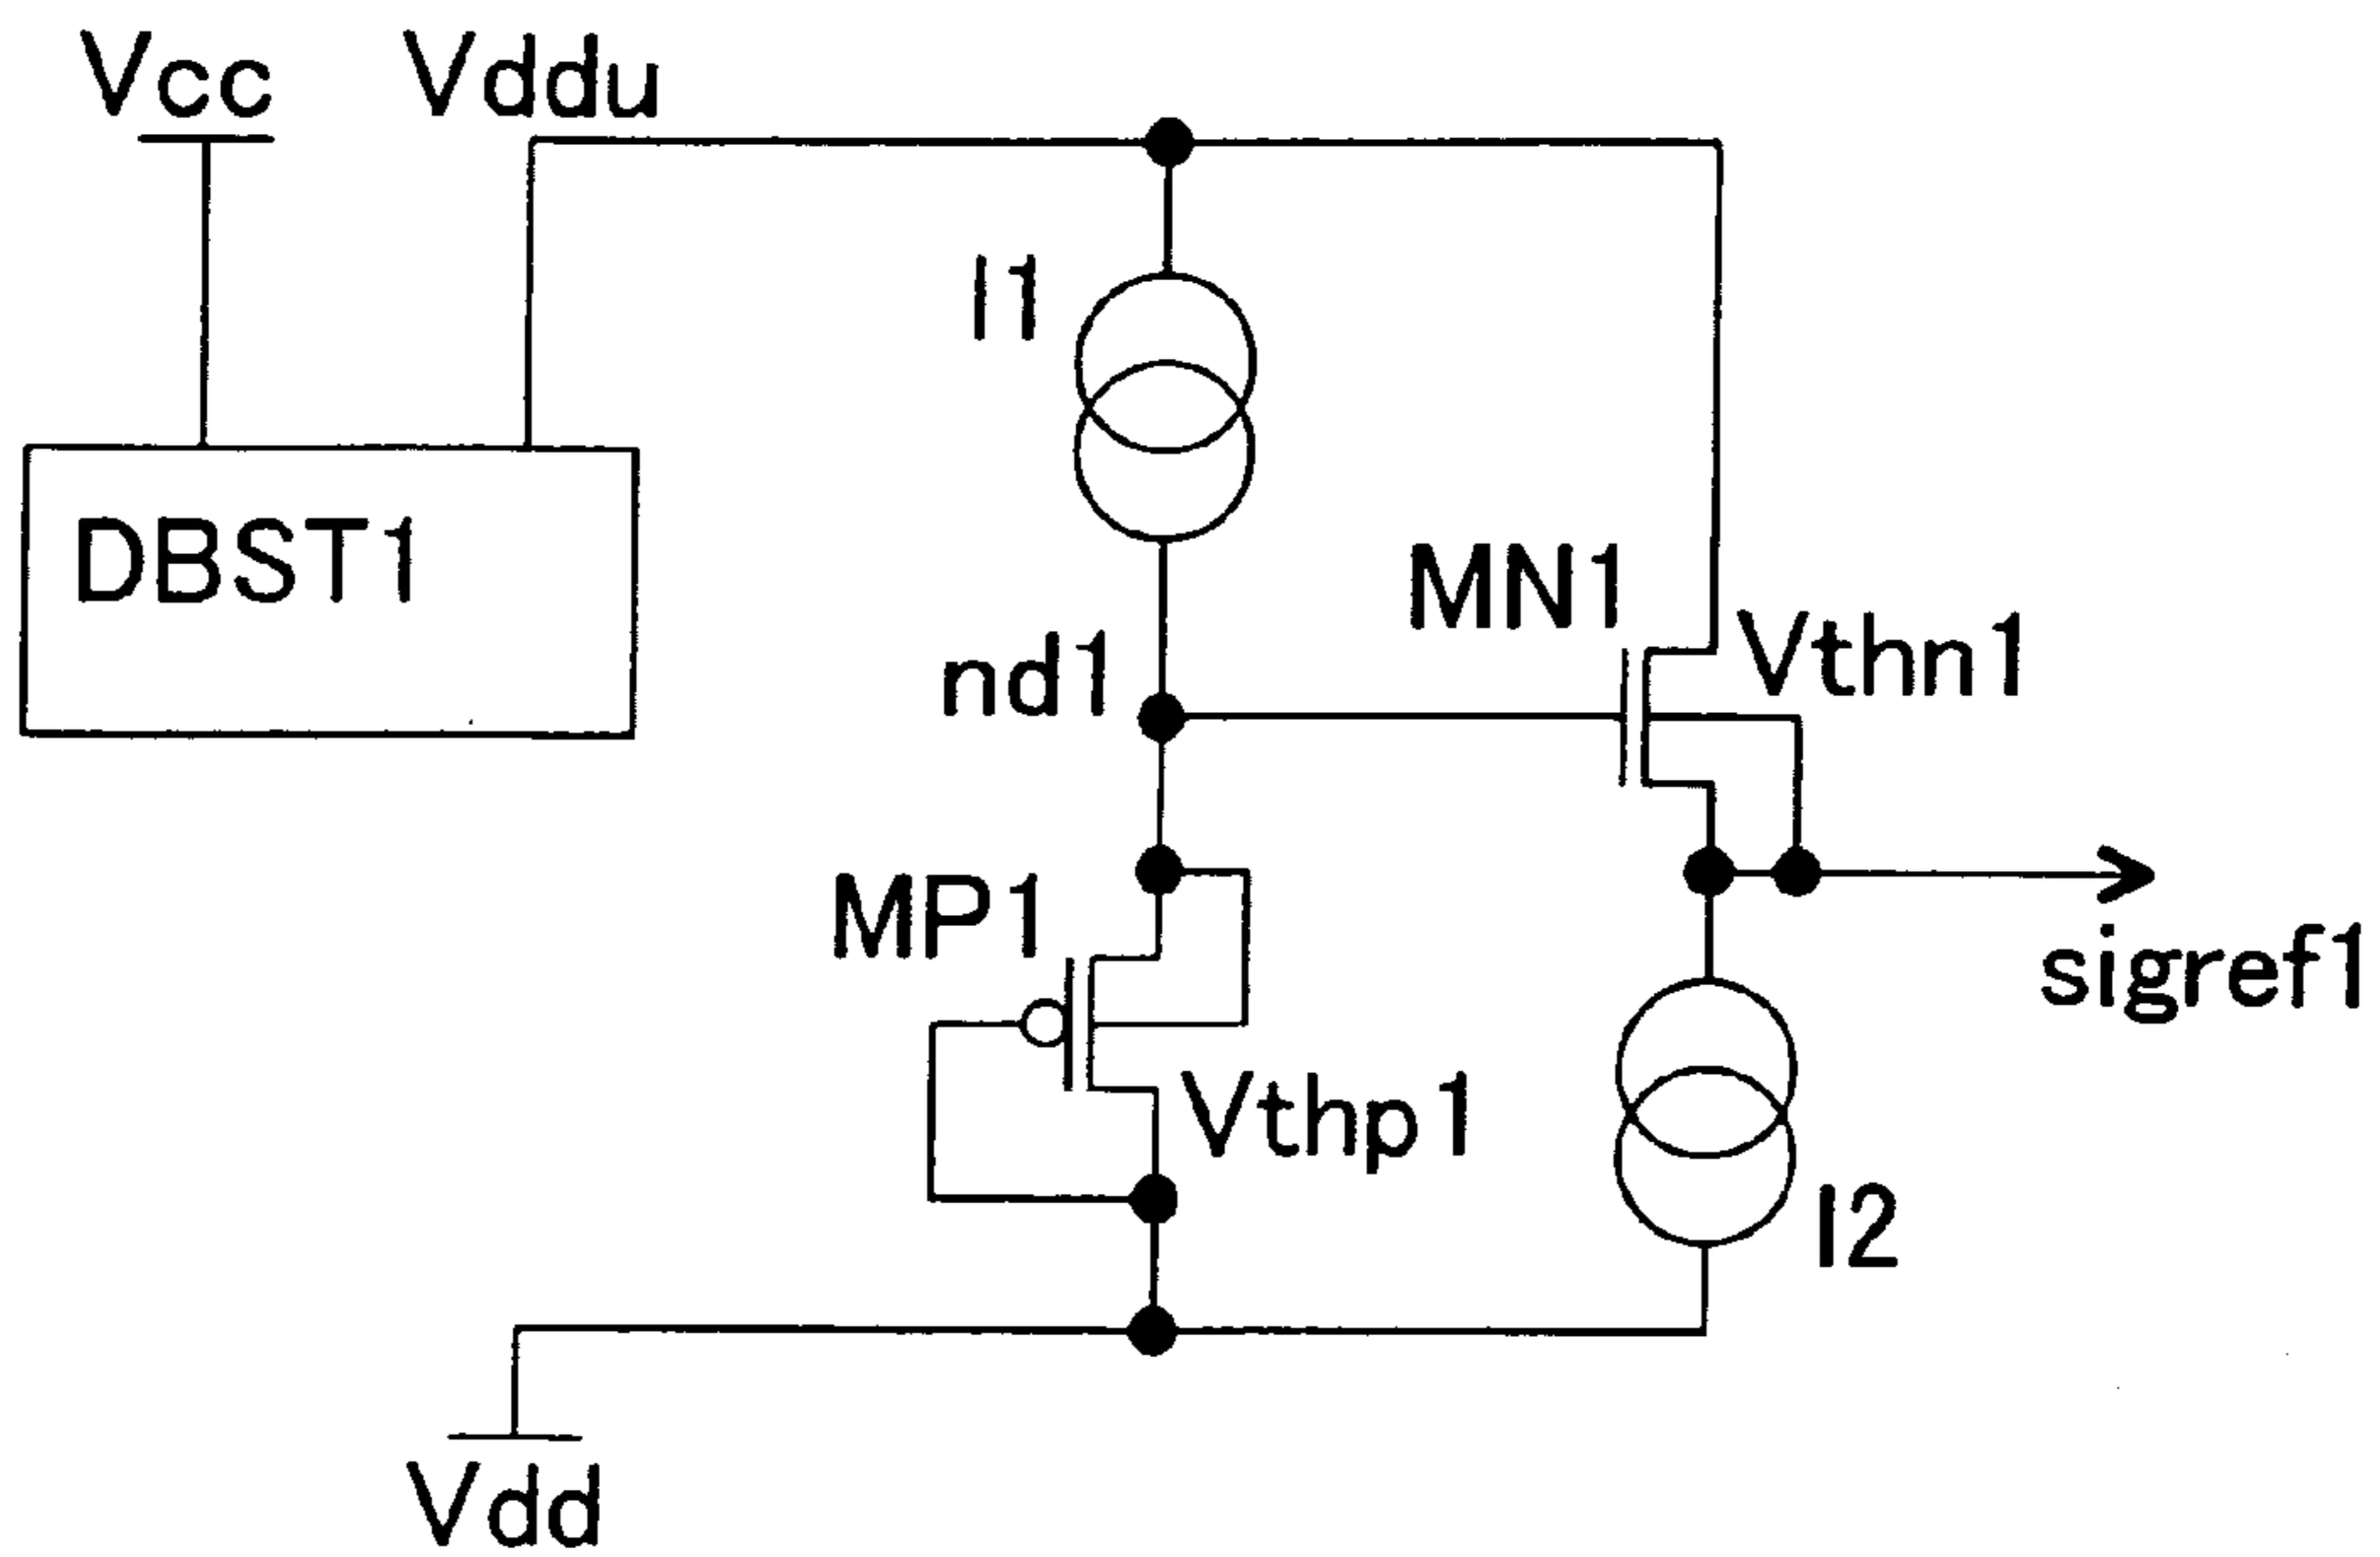 Vcc
Vddu
I1
DBST1
MN1
Vthn1
nd1
MP1
sigref1
Vthp1
I2
Vdd